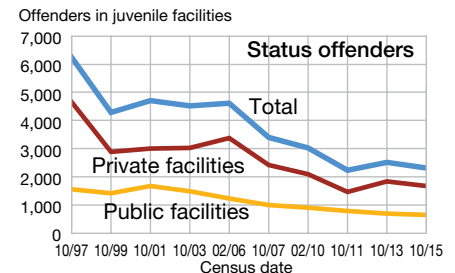 Offenders in juvenile facilities
7,000
Status offenders
6,000
5,000
Total
4,000
3,000
Private facilities
2,000
Public facilities
1,000
0
10/97 10/99 10/01 10/03 02/06 10/07 02/10 10/11 10/13 10/15
Census date